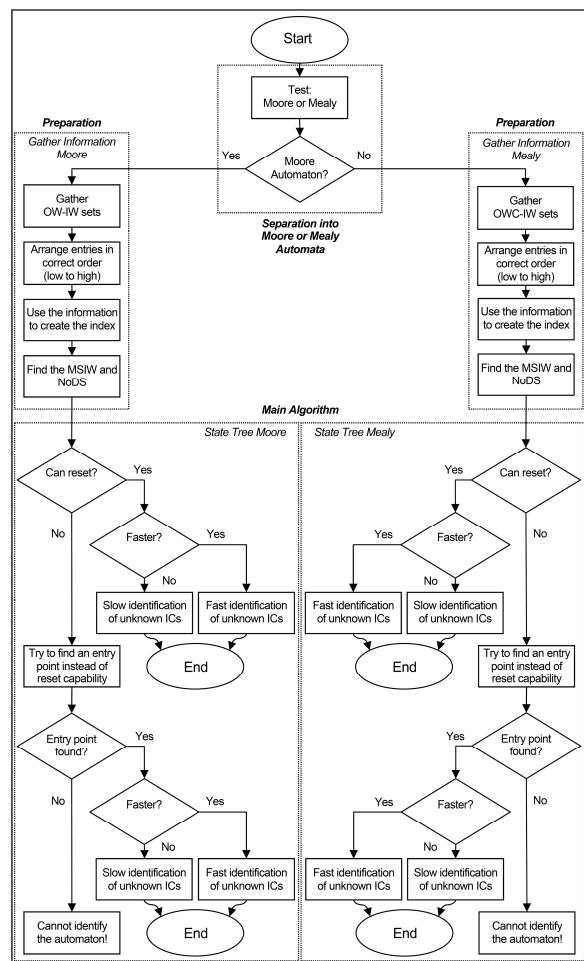 Start
Test:
Moore or Mealy
Moore
Automaton?
Yes
No
Separation into
Moore or Mealy
Automata
Preparation
Gather Information
Moore
Gather
OW-IW sets
Arrange entries in
correct order
(low to high)
Use the information
to create the index
Find the MSIW and
NoDS
Preparation
Gather Information
Mealy
Gather
OWC-IW sets
Arrange entries in
correct order
(low to high)
Use the information
to create the index
Find the MSIW and
NoDS
Main Algorithm
State Tree Moore
Can reset?
Yes
No
Faster?
Yes
No
Slow identification
of unknown ICs
Fast identification
of unknown ICs
End
Try to find an entry
point instead of
reset capability
Entry point
found?
Yes
No
Faster?
Yes
No
Slow identification
of unknown ICs
Fast identification
of unknown ICs
End
Cannot identify
the automaton!
State Tree Mealy
Can reset?
Yes
No
Faster?
Yes
No
Fast identification
of unknown ICs
Slow identification
of unknown ICs
End
Try to find an entry
point instead of
reset capability
Entry point
found?
Yes
No
Faster?
Yes
No
Fast identification
of unknown ICs
Slow identification
of unknown ICs
End
Cannot identify
the automaton!